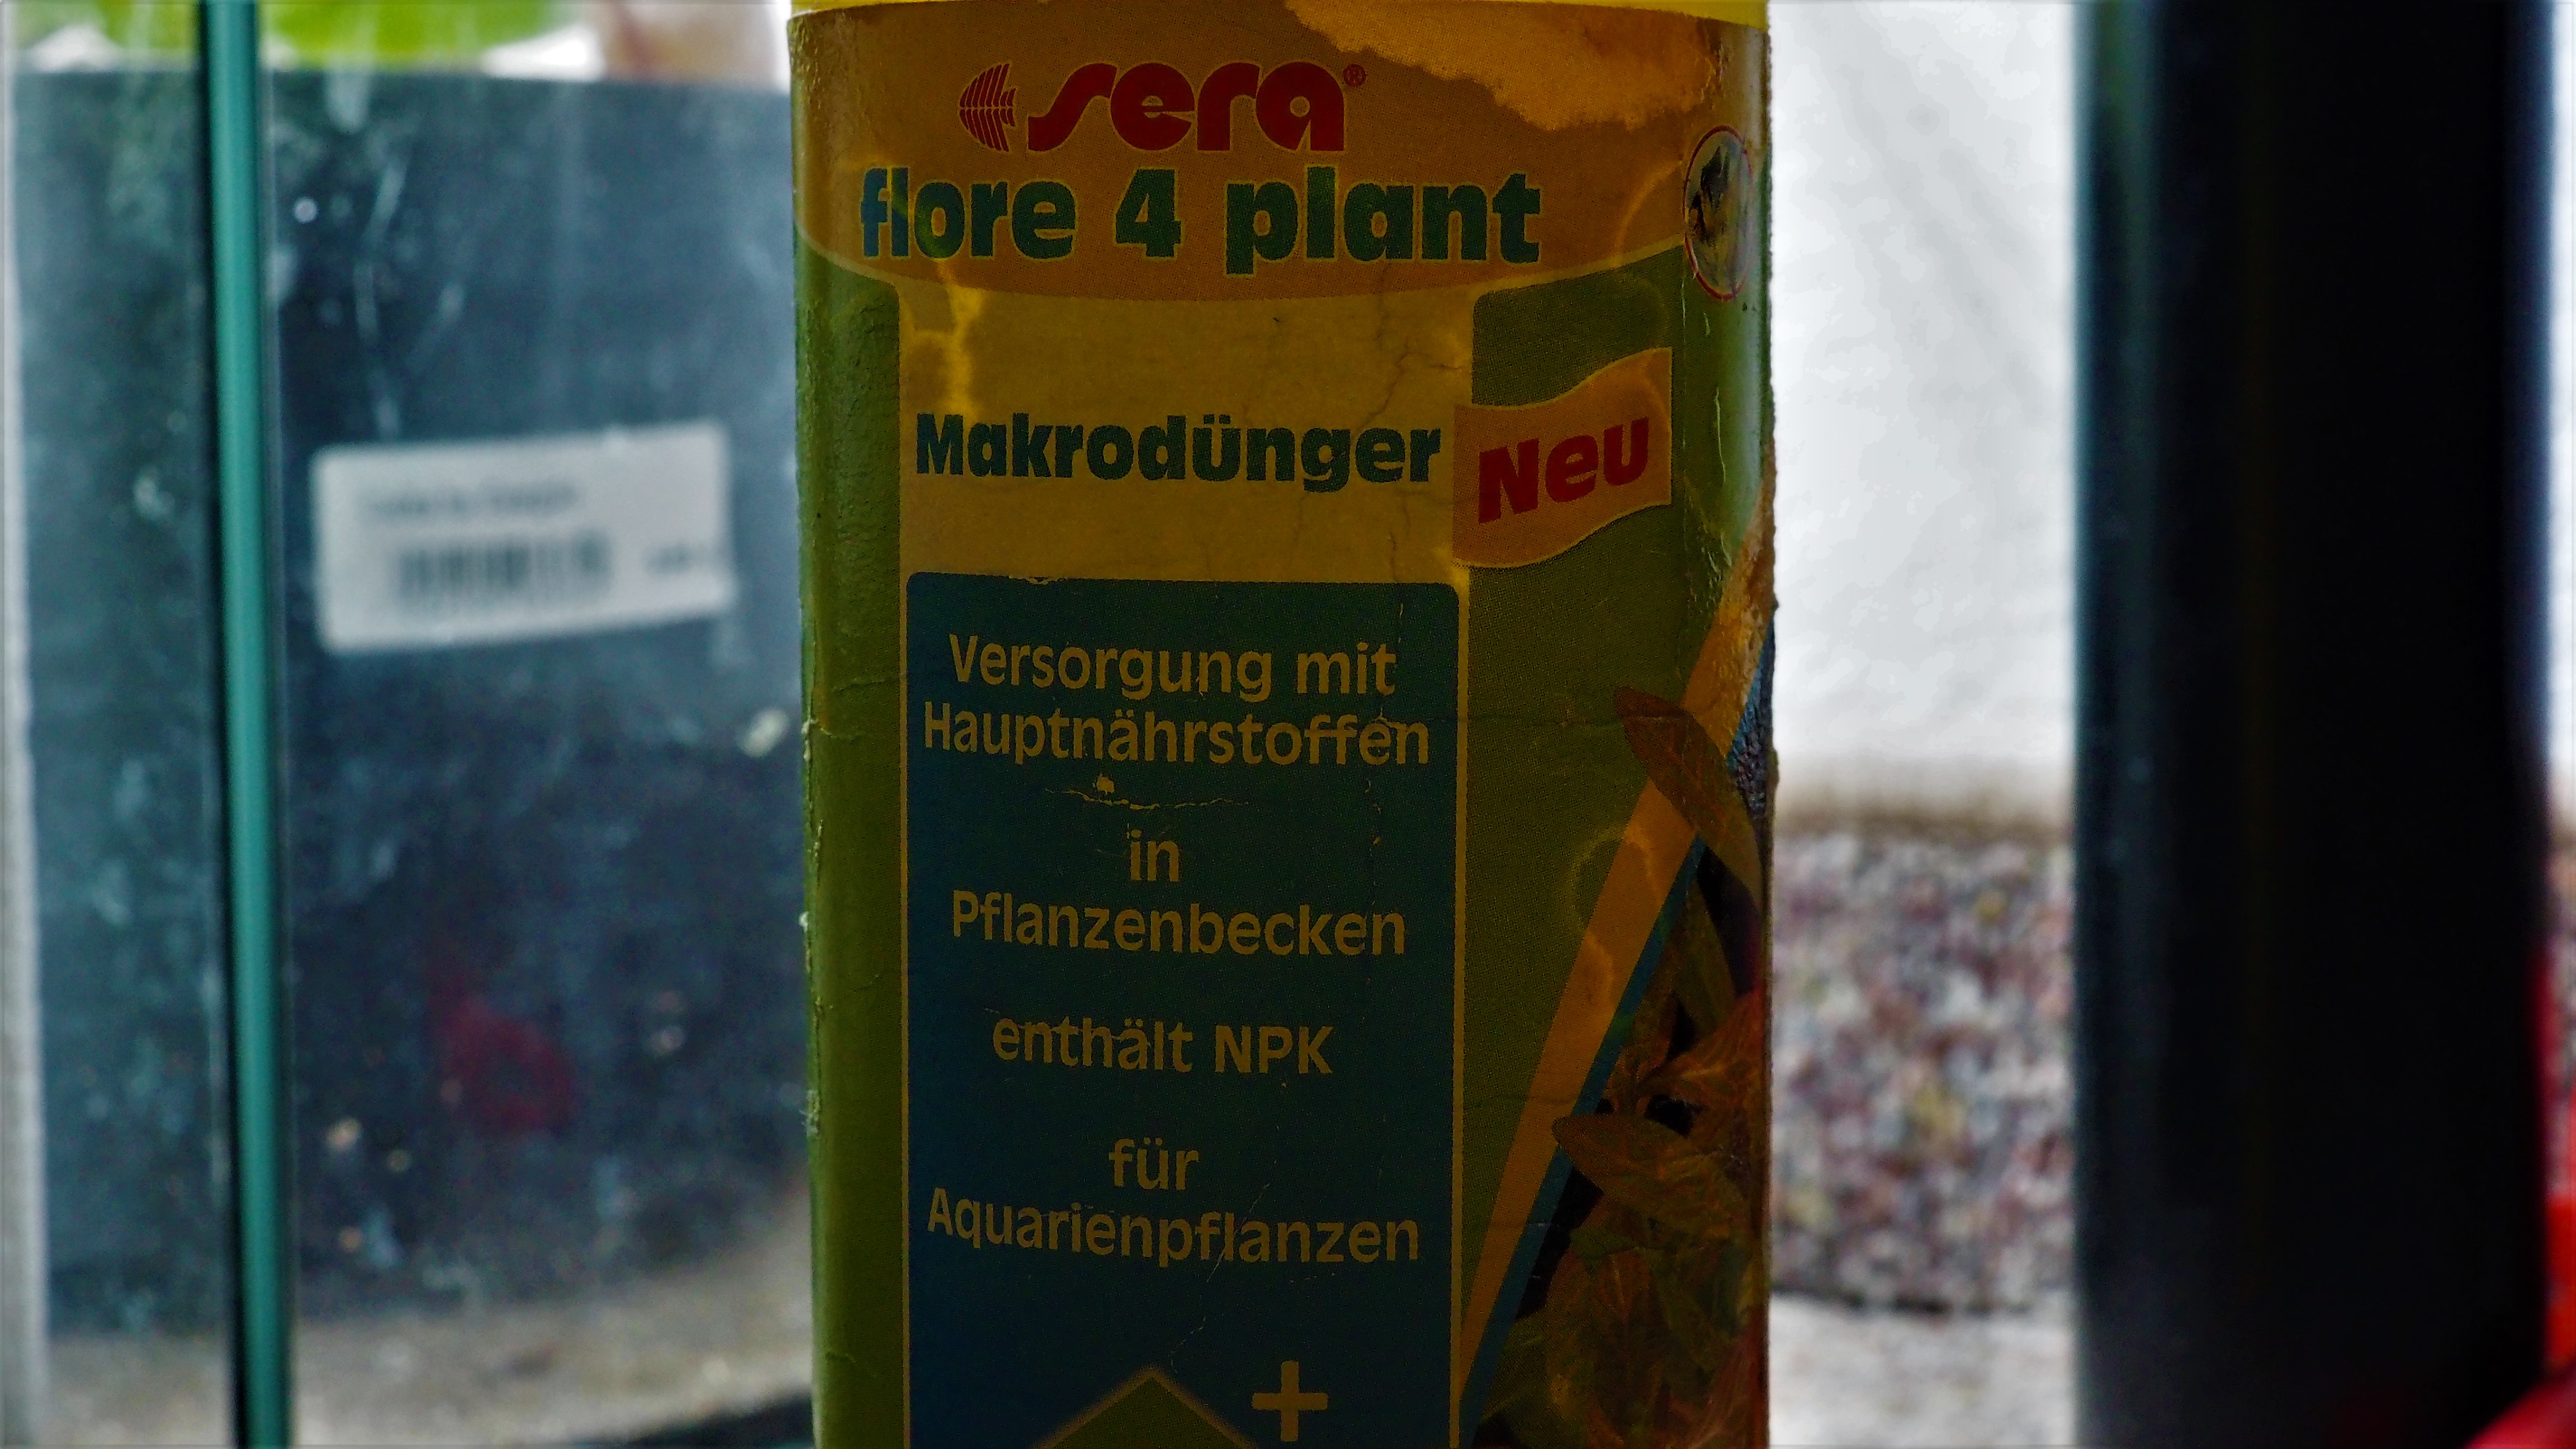 sera®
flore 4 plant
Makrodünger
Neu
Versorgung mit
Hauptnährstoffen
in
Pflanzenbecken
enthält NPK
für
Aquarienpflanzen
+